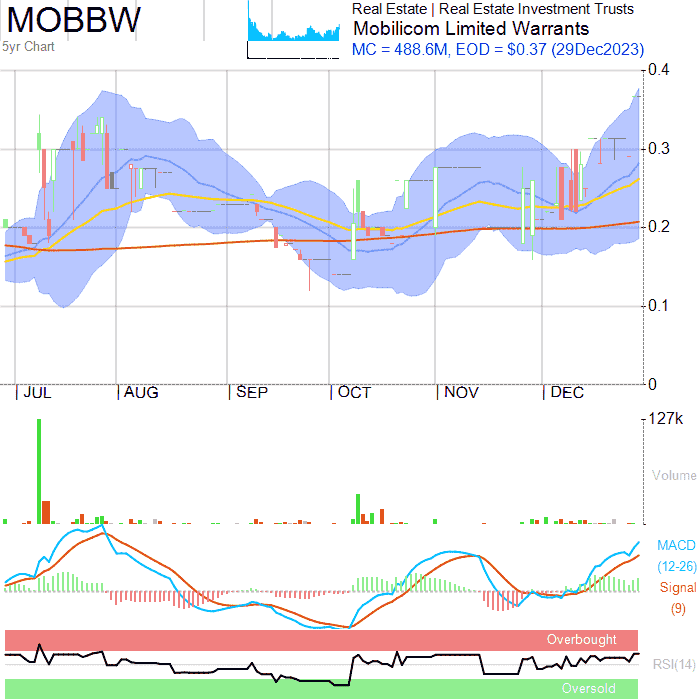 MOBBW
5yr Chart
Real Estate | Real Estate Investment Trusts
Mobilicom Limited Warrants
MC = 488.6M, EOD = $0.37 (29Dec2023)
0.4
0.3
0.2
0.1
0
| JUL | AUG | SEP | OCT | NOV | DEC
127k
Volume
MACD
(12-26)
Signal
(9)
Overbought
RSI(14)
Oversold